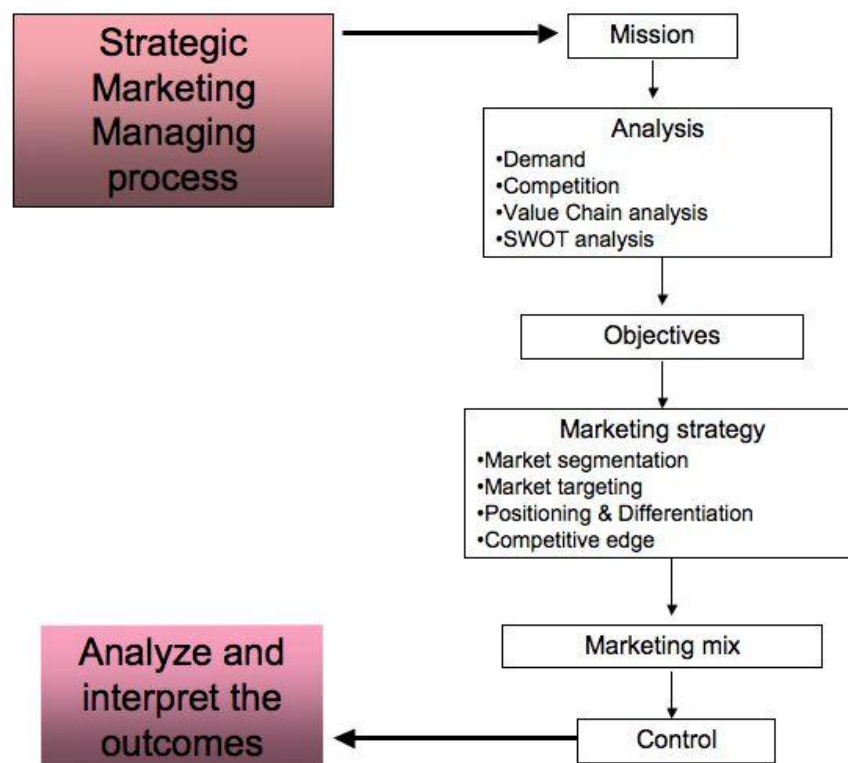 Strategic
Marketing
Managing
process
Mission
Analysis
•Demand
•Competition
•Value Chain analysis
•SWOT analysis
Objectives
Marketing strategy
•Market segmentation
•Market targeting
•Positioning & Differentiation
•Competitive edge
Marketing mix
Control
Analyze and
interpret the
outcomes